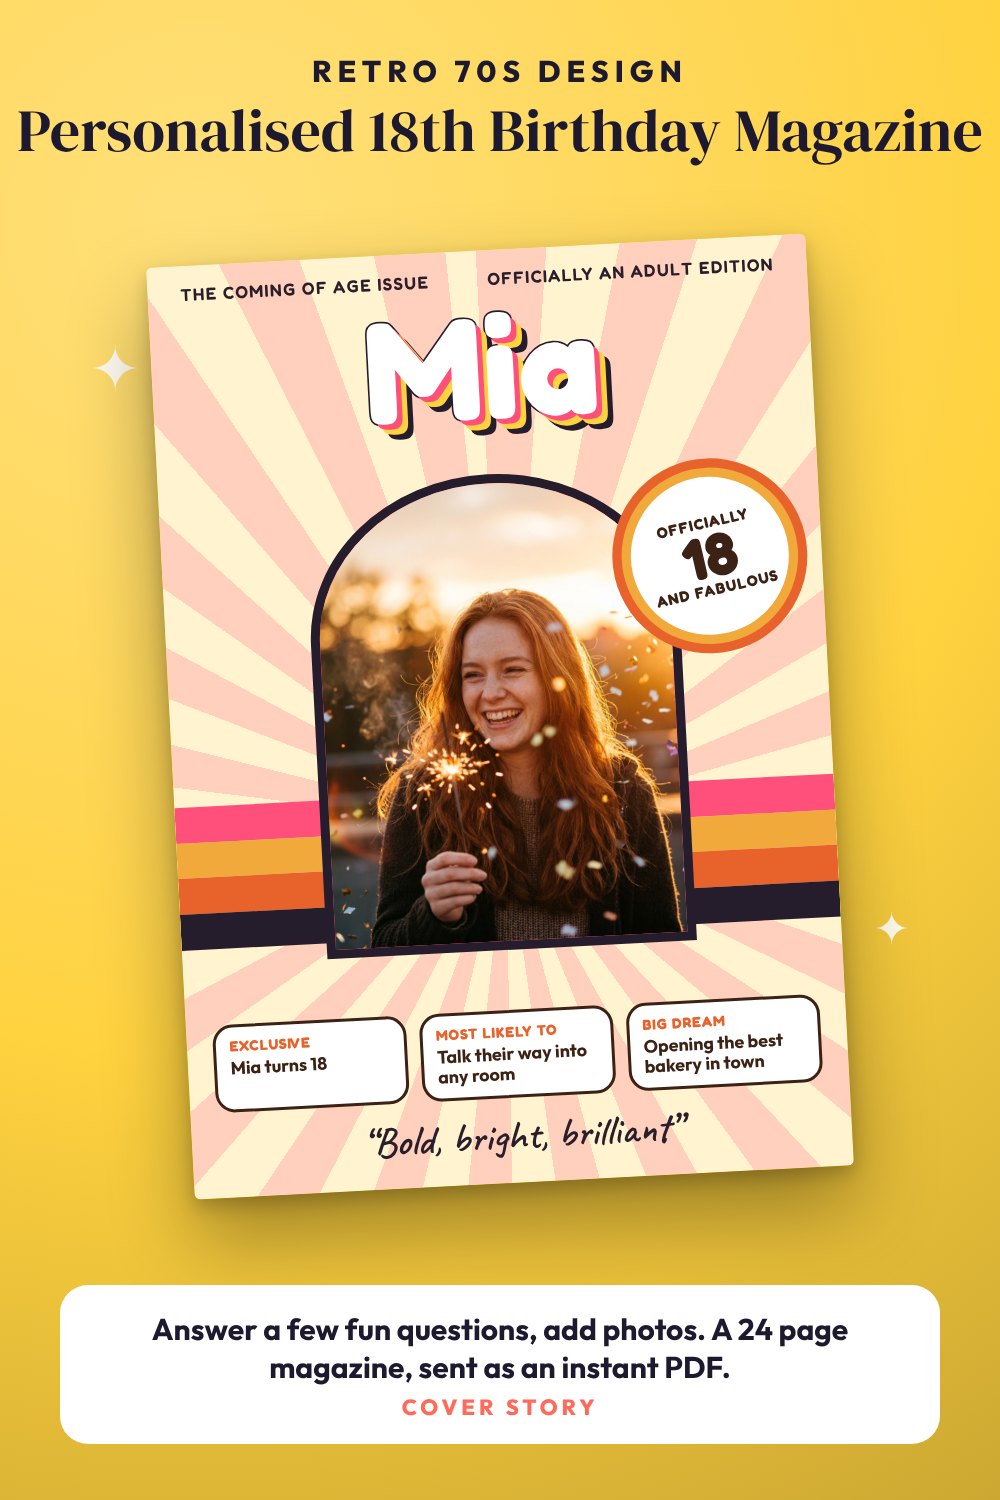 RETRO 70S DESIGN
Personalised 18th Birthday Magazine
THE COMING OF AGE ISSUE
OFFICIALLY AN ADULT EDITION
Mia
OFFICIALLY
18
AND FABULOUS
EXCLUSIVE
Mia turns 18
MOST LIKELY TO
Talk their way into
any room
BIG DREAM
Opening the best
bakery in town
“Bold, bright, brilliant”
Answer a few fun questions, add photos. A 24 page
magazine, sent as an instant PDF.
COVER STORY